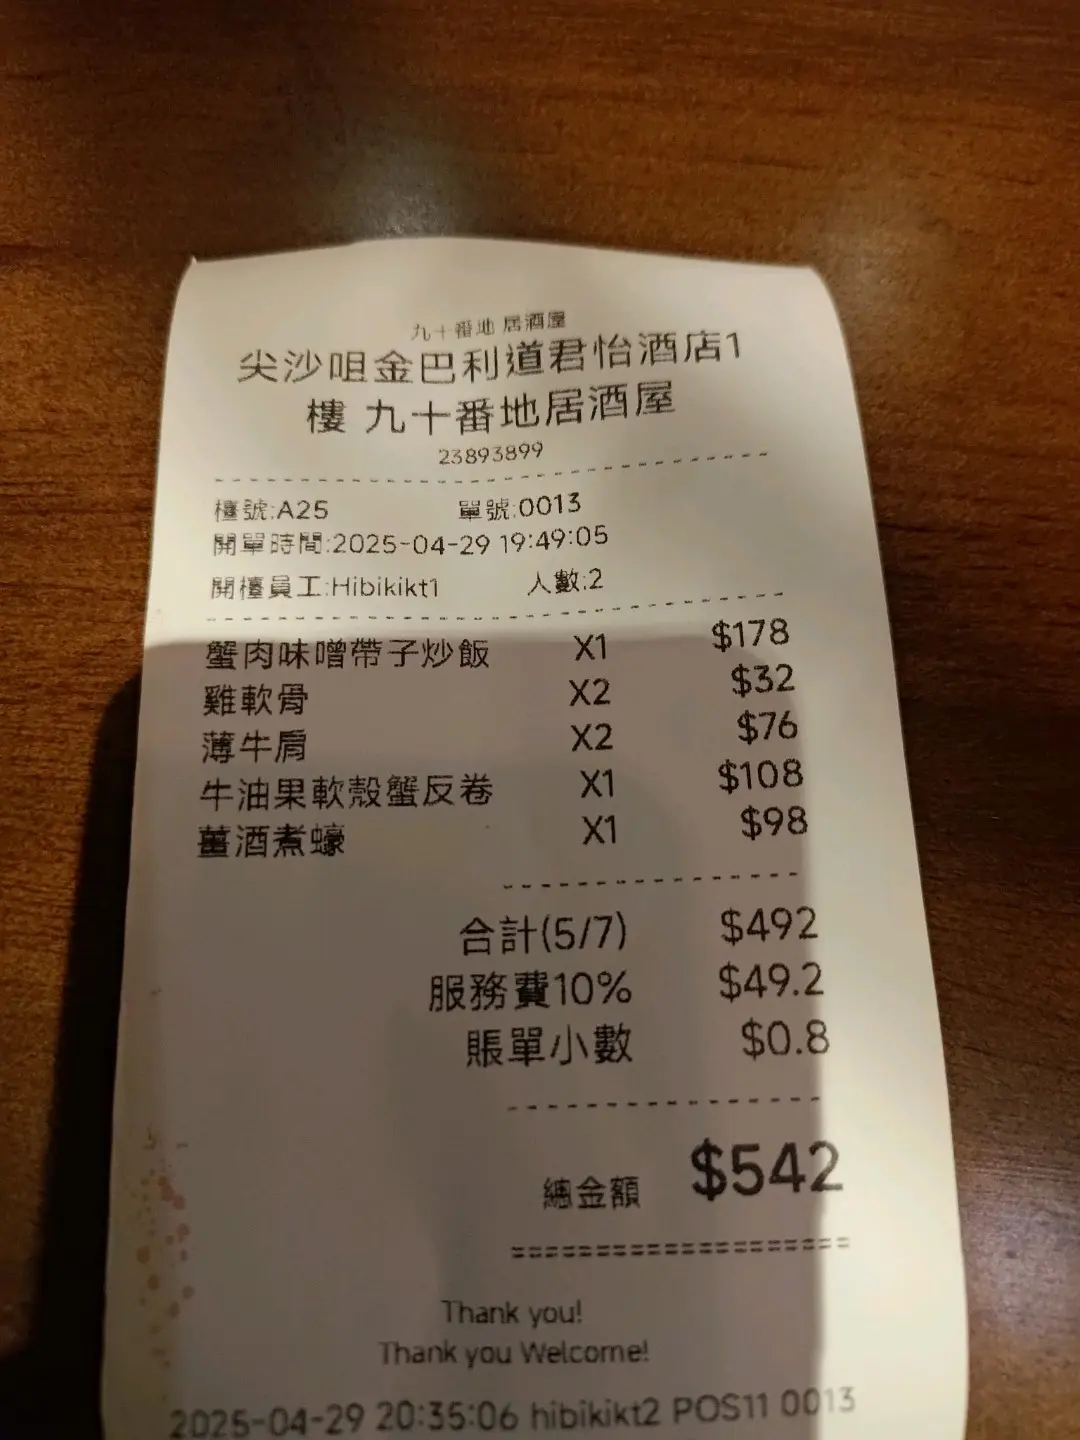 九十番地 居酒屋
尖沙咀金巴利道君怡酒店1
樓 九十番地居酒屋
23893899
檯號:A25 單號:0013
開單時間:2025-04-29 19:49:05
開檯員工:Hibikikt1 人數:2
蟹肉味噌帶子炒飯 X1 $178
雞軟骨 X2 $32
薄牛肩 X2 $76
牛油果軟殼蟹反卷 X1 $108
薑酒煮蠔 X1 $98
合計(5/7) $492
服務費10% $49.2
賬單小數 $0.8
總金額 $542
Thank you!
Thank you Welcome!
2025-04-29 20:35:06 hibikikt2 POS11 0013